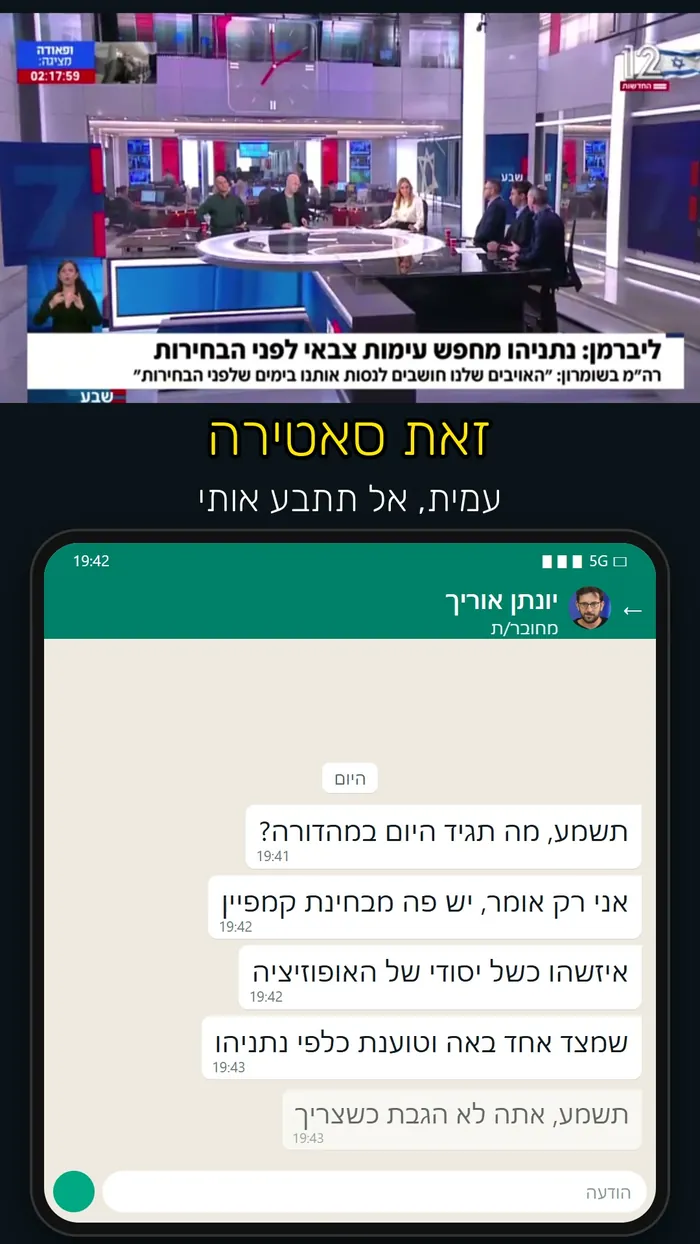 ופאודה
מציגה:
02:17:59
12
החדשות
7
שבע
ליברמן: נתניהו מחפש עימות צבאי לפני הבחירות
רה"מ בשומרון: "האויבים שלנו חושבים לנסות אותנו בימים שלפני הבחירות"
שבע
זאת סאטירה
עמית, אל תתבע אותי
19:42
5G
יונתן אוריך
מחובר/ת
היום
תשמע, מה תגיד היום במהדורה?
19:41
אני רק אומר, יש פה מבחינת קמפיין
19:42
איזשהו כשל יסודי של האופוזיציה
19:42
שמצד אחד באה וטוענת כלפי נתניהו
19:43
תשמע, אתה לא הגבת כשצריך
19:43
הודעה